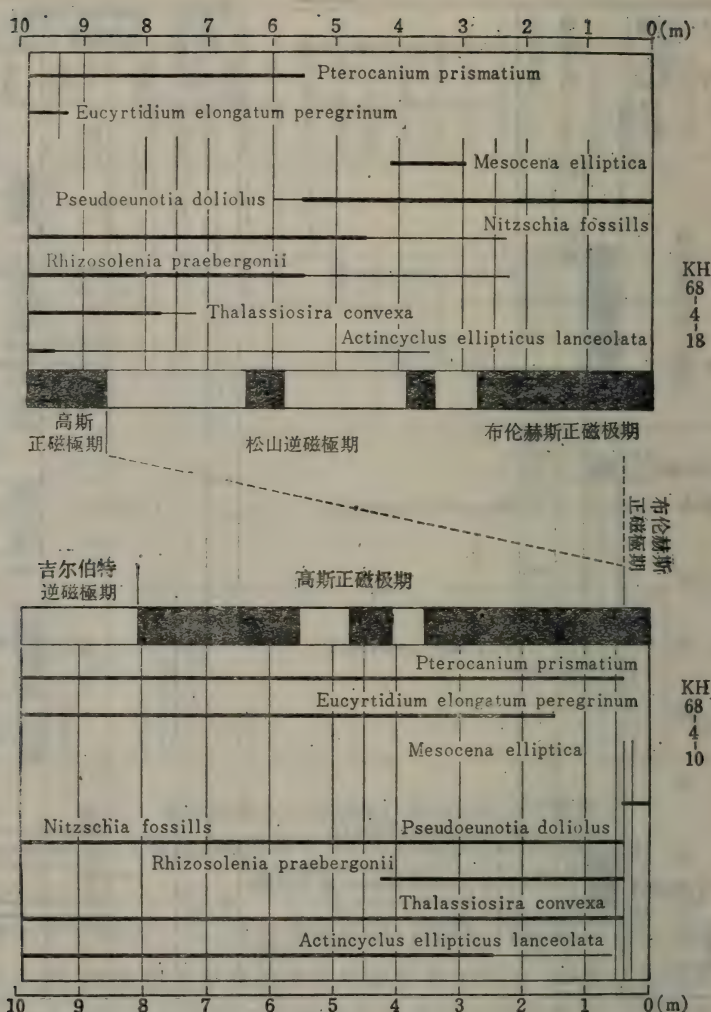 10 9 8 7 6 5 4 3 2 1 0(m)
Pterocanium prismatium
Eucyrtidium elongatum peregrinum
Mesocena elliptica
Pseudoeunotia doliolus
Nitzschia fossills
Rhizosolenia praebergonii
Thalassiosira convexa
Actincyclus ellipticus lanceolata
KH
68
-
4
-
18
高斯
正磁極期
松山逆磁極期
布伦赫斯正磁极期
布伦赫斯
正磁極期
吉尔伯特
逆磁極期
高斯正磁极期
Pterocanium prismatium
Eucyrtidium elongatum peregrinum
Mesocena elliptica
Nitzschia fossills
Pseudoeunotia doliolus
Rhizosolenia praebergonii
Thalassiosira convexa
Actincyclus ellipticus lanceolata
KH
68
-
4
-
10
10 9 8 7 6 5 4 3 2 1 0(m)